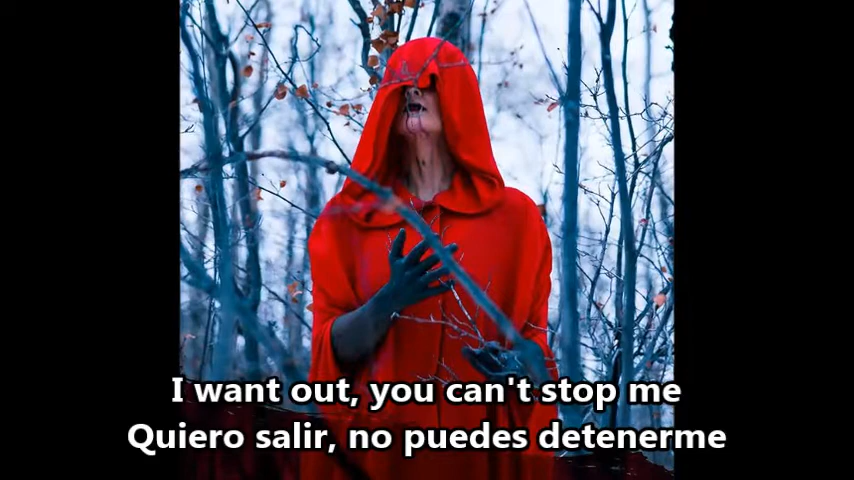 I want out, you can't stop me
Quiero salir, no puedes detenerme